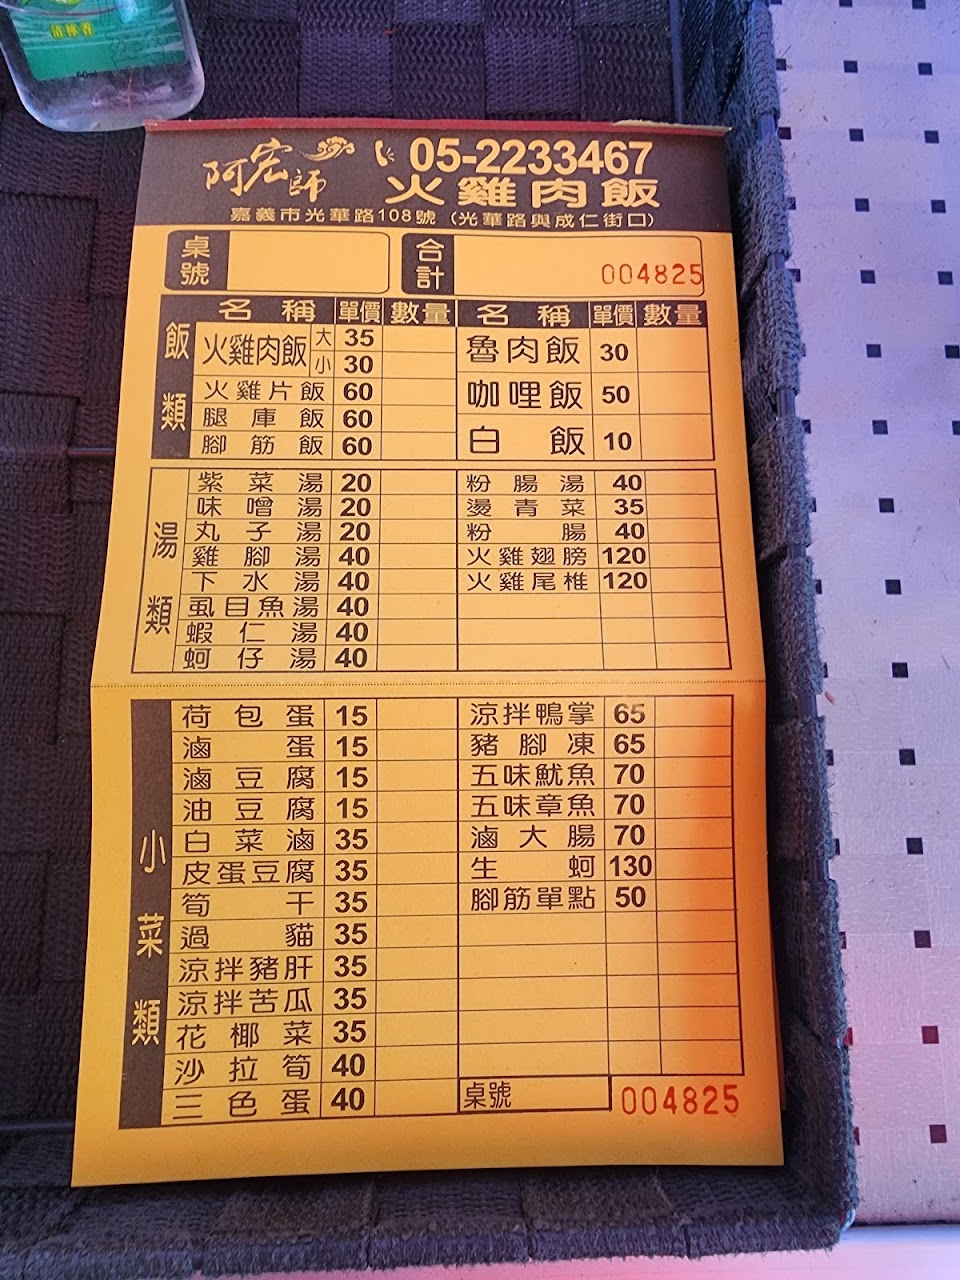 清檸香
阿宏師 05-2233467
火雞肉飯
嘉義市光華路108號 (光華路與成仁街口)
桌號 合計 004825
飯類
名稱 單價 數量 名稱 單價 數量
火雞肉飯 大 35 魯肉飯 30
小 30
火雞片飯 60 咖哩飯 50
腿庫飯 60
腳筋飯 60 白飯 10
湯類
紫菜湯 20 粉腸湯 40
味噌湯 20 燙青菜 35
丸子湯 20 粉腸 40
雞腳湯 40 火雞翅膀 120
下水湯 40 火雞尾椎 120
虱目魚湯 40
蝦仁湯 40
蚵仔湯 40
小菜類
荷包蛋 15 涼拌鴨掌 65
滷蛋 15 豬腳凍 65
滷豆腐 15 五味魷魚 70
油豆腐 15 五味章魚 70
白菜滷 35 滷大腸 70
皮蛋豆腐 35 生蚵 130
筍干 35 腳筋單點 50
過貓 35
涼拌豬肝 35
涼拌苦瓜 35
花椰菜 35
沙拉筍 40
三色蛋 40 桌號 004825